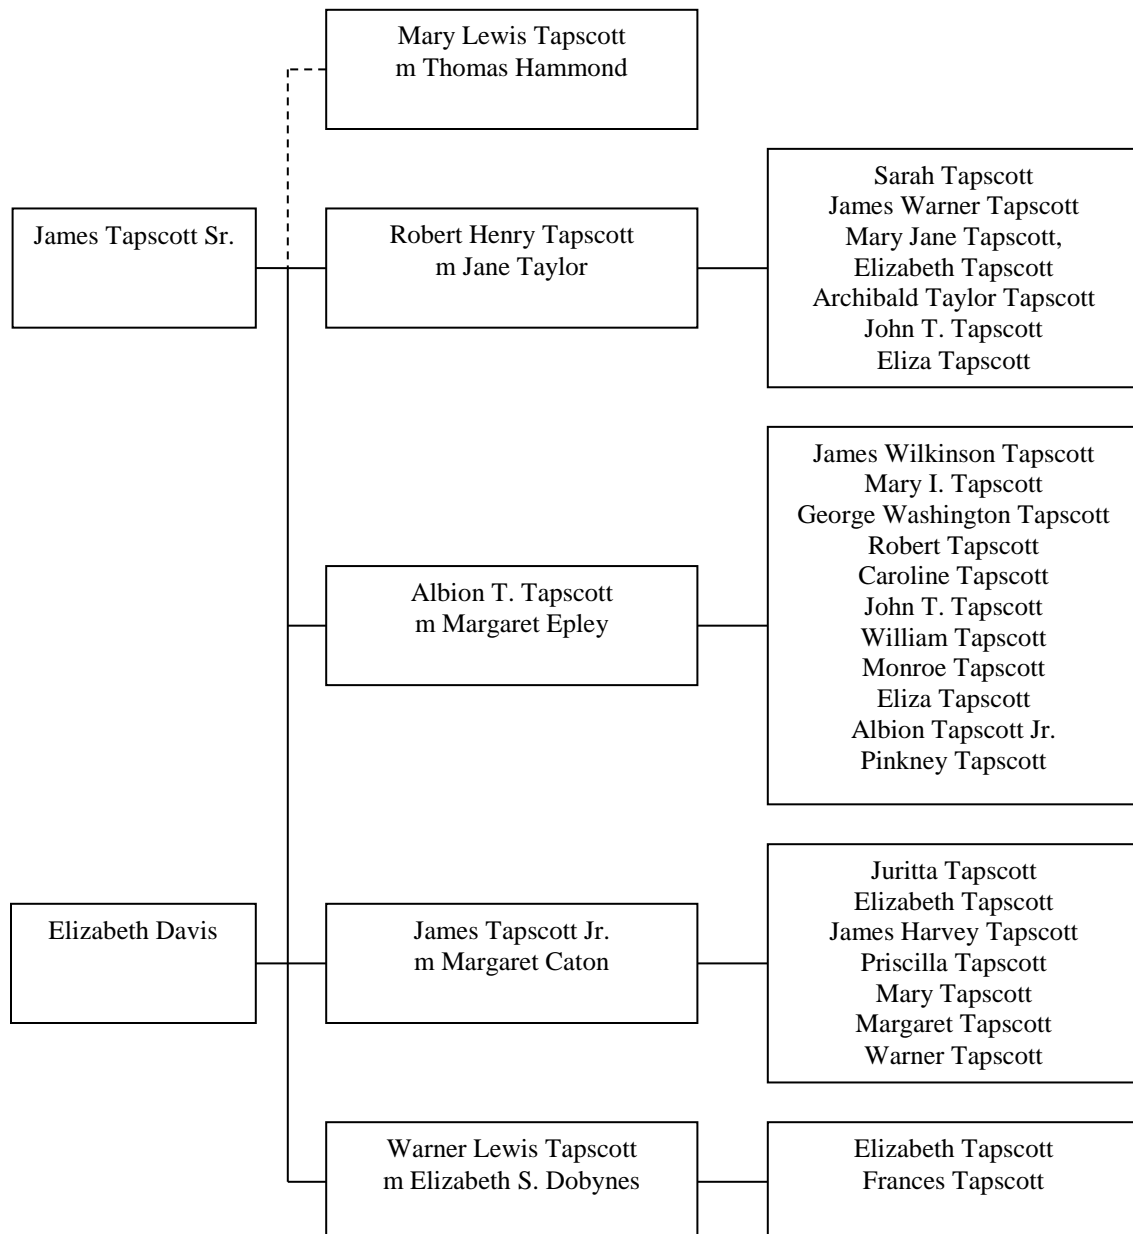 Mary Lewis Tapscott
m Thomas Hammond
James Tapscott Sr.
Robert Henry Tapscott
m Jane Taylor
Sarah Tapscott
James Warner Tapscott
Mary Jane Tapscott,
Elizabeth Tapscott
Archibald Taylor Tapscott
John T. Tapscott
Eliza Tapscott
Albion T. Tapscott
m Margaret Epley
James Wilkinson Tapscott
Mary I. Tapscott
George Washington Tapscott
Robert Tapscott
Caroline Tapscott
John T. Tapscott
William Tapscott
Monroe Tapscott
Eliza Tapscott
Albion Tapscott Jr.
Pinkney Tapscott
Elizabeth Davis
James Tapscott Jr.
m Margaret Caton
Juritta Tapscott
Elizabeth Tapscott
James Harvey Tapscott
Priscilla Tapscott
Mary Tapscott
Margaret Tapscott
Warner Tapscott
Warner Lewis Tapscott
m Elizabeth S. Dobynes
Elizabeth Tapscott
Frances Tapscott